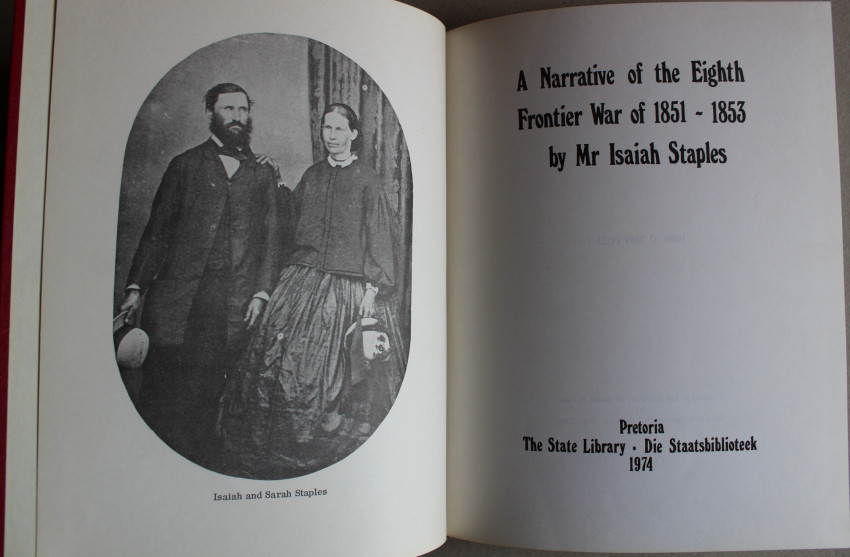 Isaiah and Sarah Staples
A Narrative of the Eighth
Frontier War of 1851 - 1853
by Mr Isaiah Staples
Pretoria
The State Library · Die Staatsbiblioteek
1974